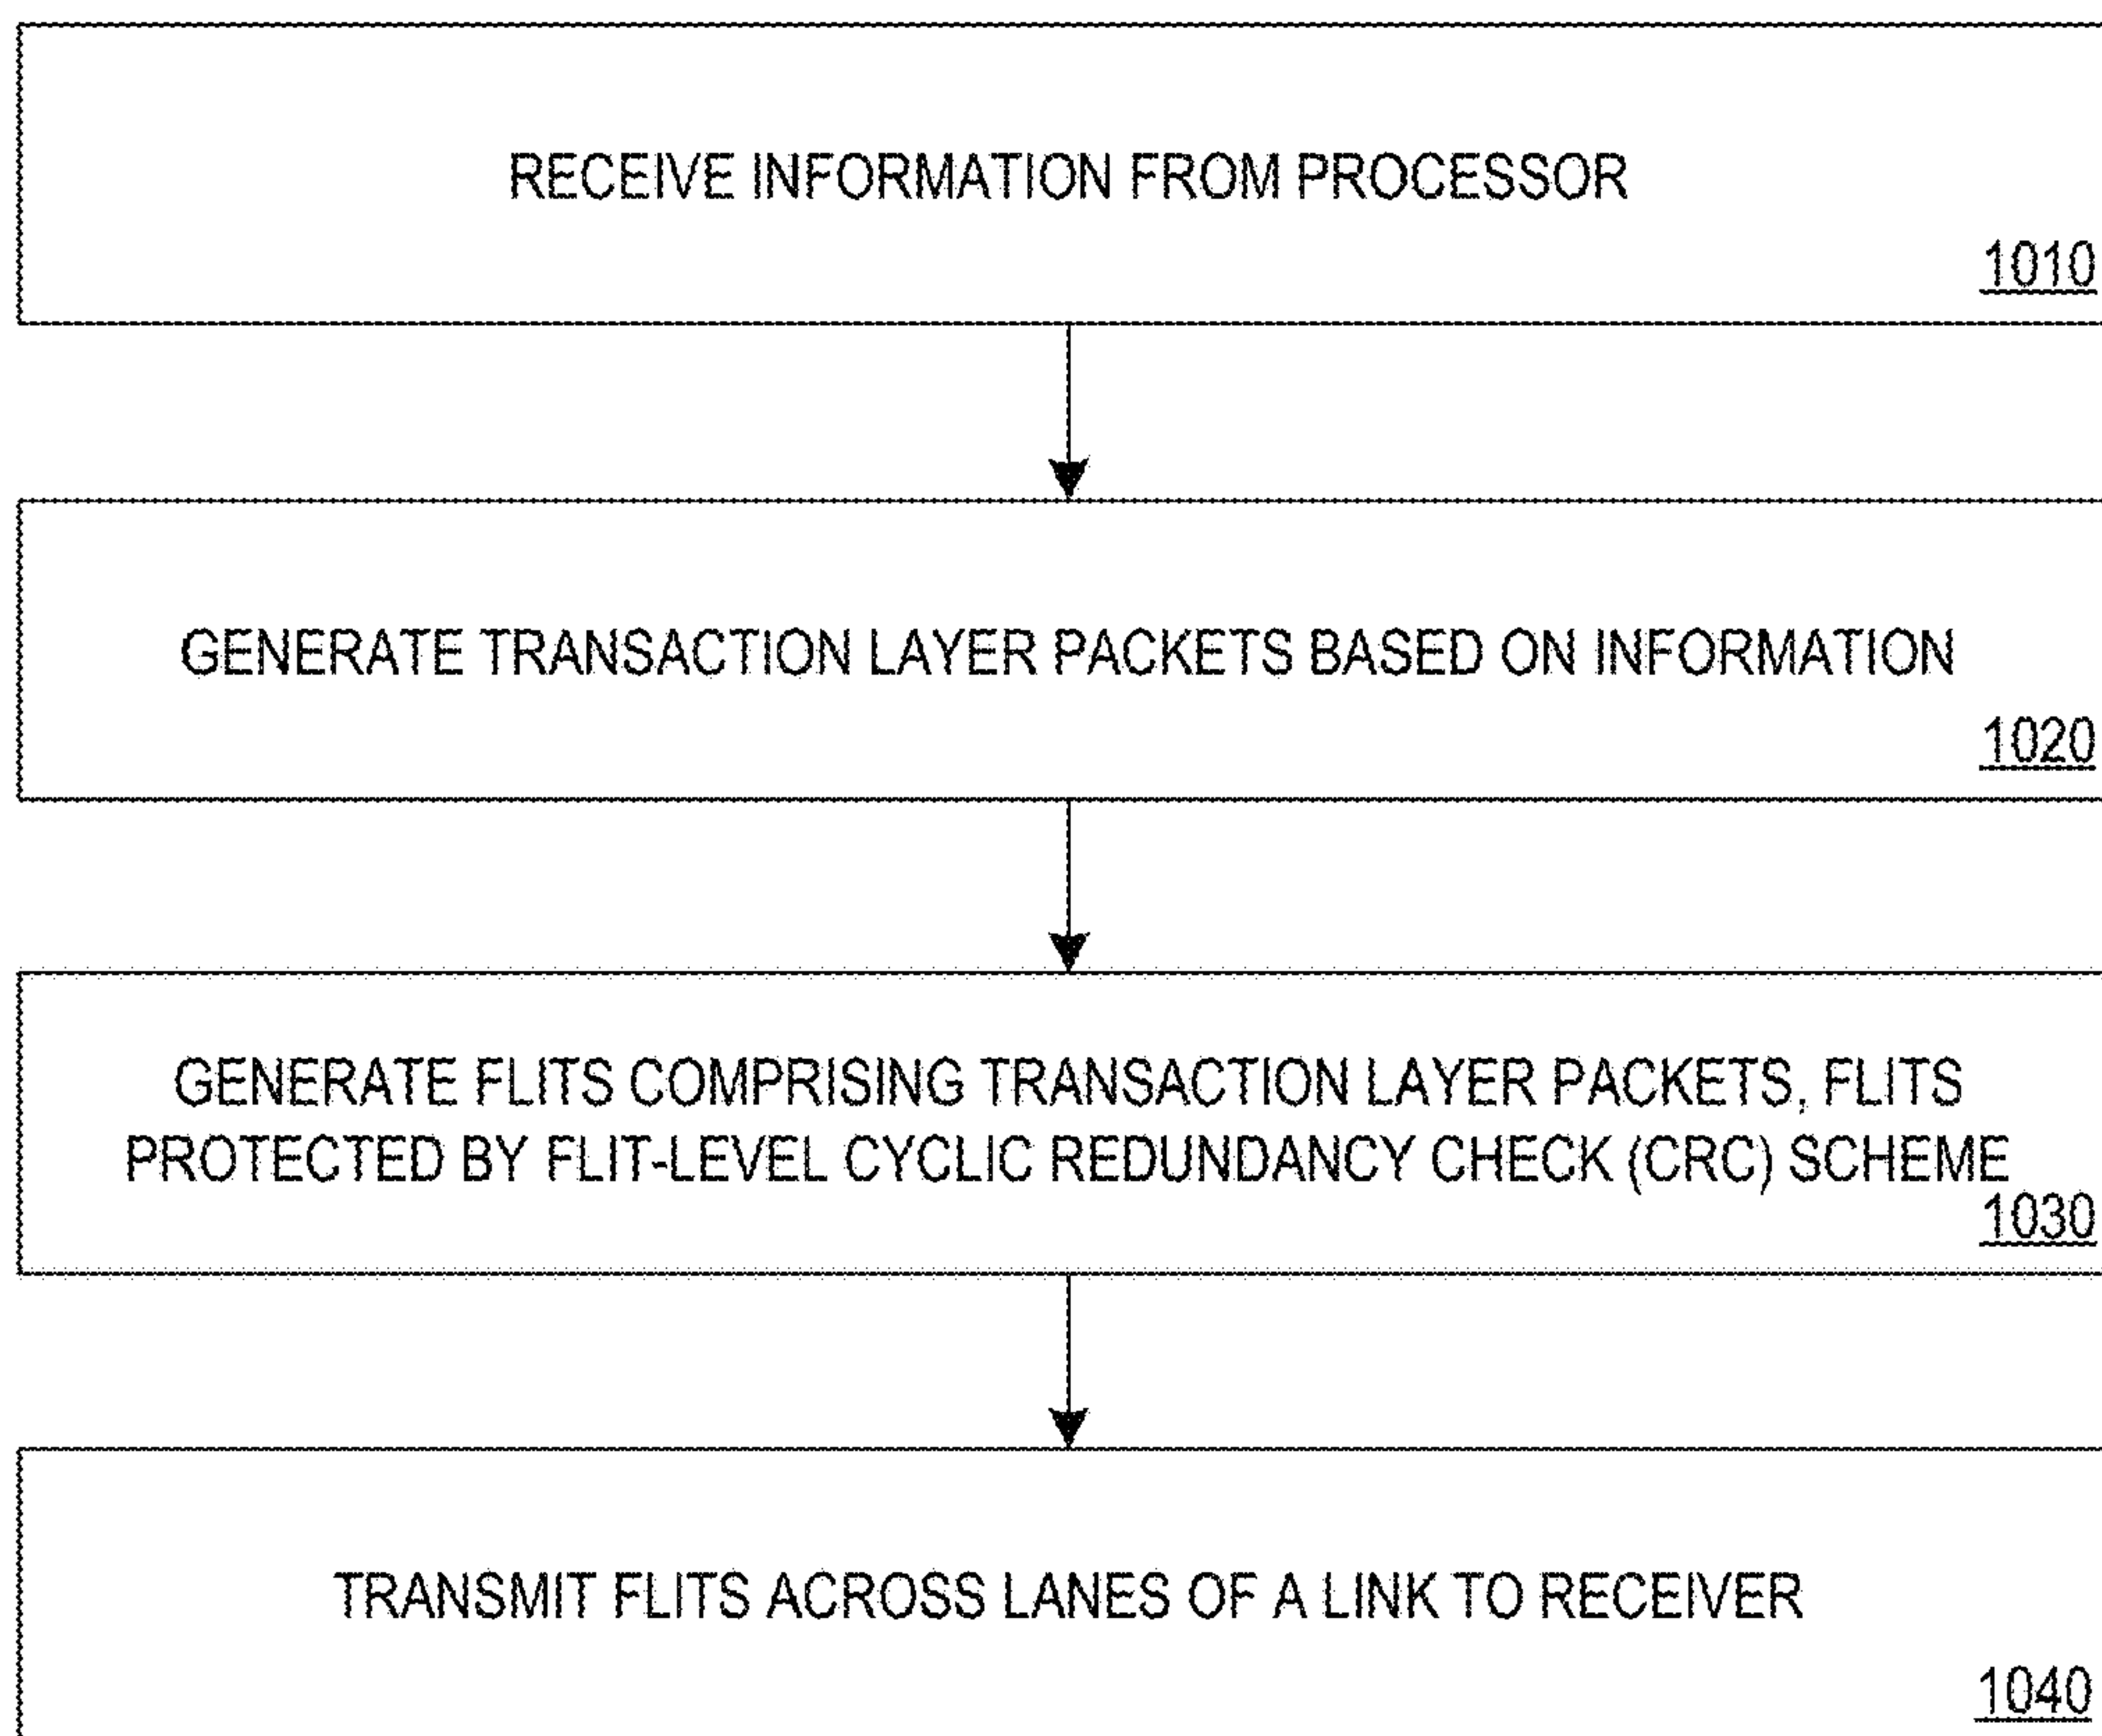 RECEIVE INFORMATION FROM PROCESSOR
1010
GENERATE TRANSACTION LAYER PACKETS BASED ON INFORMATION
1020
GENERATE FLITS COMPRISING TRANSACTION LAYER PACKETS, FLITS
PROTECTED BY FLIT-LEVEL CYCLIC REDUNDANCY CHECK (CRC) SCHEME
1030
TRANSMIT FLITS ACROSS LANES OF A LINK TO RECEIVER
1040